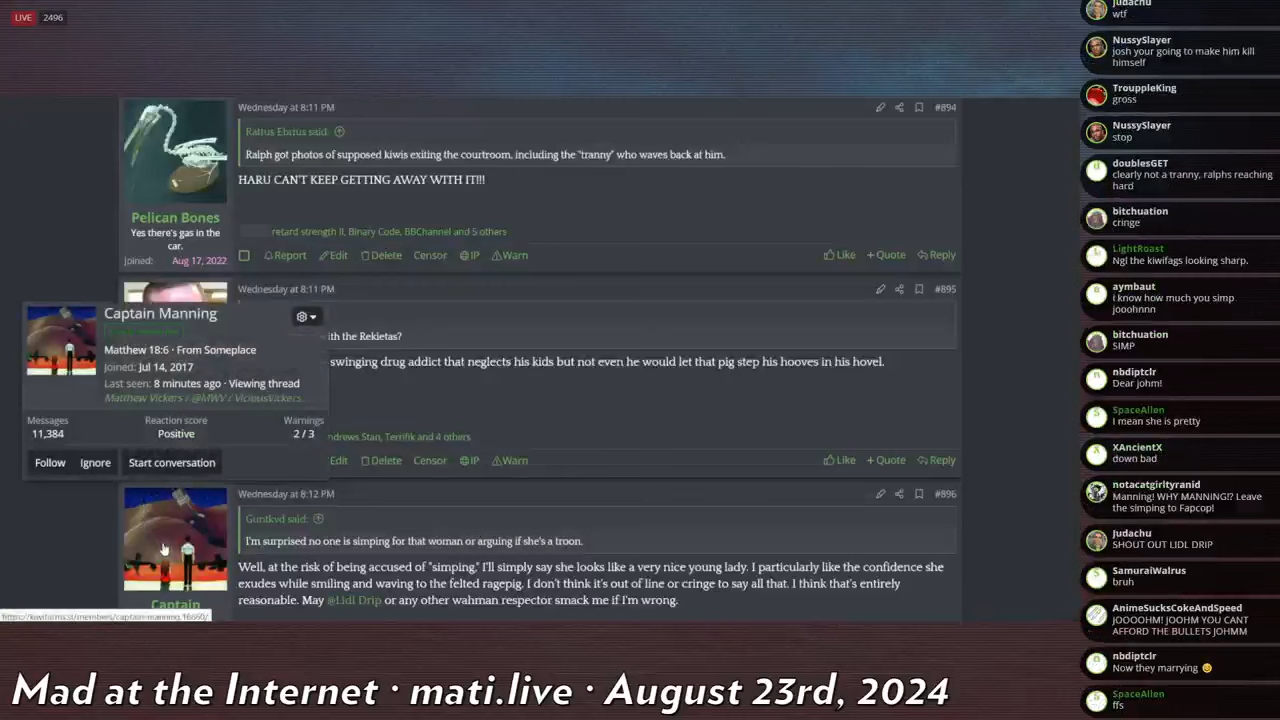 LIVE 2496
Wednesday at 8:11 PM
#894
Rattus Ebrius said:
Ralph got photos of supposed kiwis exiting the courtroom, including the "tranny" who waves back at him.
HARU CAN'T KEEP GETTING AWAY WITH IT!!!
Pelican Bones
Yes there's gas in the
car.
Joined: Aug 17, 2022
retard strength II, Binary Code, BBChannel and 5 others
Report Edit Delete Censor IP Warn
Like + Quote Reply
Wednesday at 8:11 PM
#895
ith the Rekietas?
swinging drug addict that neglects his kids but not even he would let that pig step his hooves in his hovel.
ndrews Stan, Terrifik and 4 others
Edit Delete Censor IP Warn
Like + Quote Reply
Captain Manning
Matthew 18:6 · From Someplace
Joined: Jul 14, 2017
Last seen: 8 minutes ago · Viewing thread
Matthew Vickers / @MWV / ViciousVickers
Messages
11,384
Reaction score
Positive
Warnings
2 / 3
Follow Ignore Start conversation
Wednesday at 8:12 PM
#896
Guntkvd said:
I'm surprised no one is simping for that woman or arguing if she's a troon.
Well, at the risk of being accused of "simping," I'll simply say she looks like a very nice young lady. I particularly like the confidence she
exudes while smiling and waving to the felted ragepig. I don't think it's out of line or cringe to say all that. I think that's entirely
reasonable. May @Lidl Drip or any other wahman respector smack me if I'm wrong.
Captain
Mad at the Internet · mati.live · August 23rd, 2024
Judachu
wtf
NussySlayer
josh your going to make him kill
himself
TrouppleKing
gross
NussySlayer
stop
doublesGET
clearly not a tranny, ralphs reaching
hard
bitchuation
cringe
LightRoast
Ngl the kiwifags looking sharp.
aymbaut
i know how much you simp
jooohnnn
bitchuation
SIMP
nbdiptclr
Dear johm!
SpaceAllen
I mean she is pretty
XAncientX
down bad
notacatgirityranid
Manning! WHY MANNING!? Leave
the simping to Fapcop!
Judachu
SHOUT OUT LIDL DRIP
SamuraiWalrus
bruh
AnimeSucksCokeAndSpeed
JOOOOHM! JOOHM YOU CANT
AFFORD THE BULLETS JOHMM
nbdiptclr
Now they marrying 😊
SpaceAllen
ffs